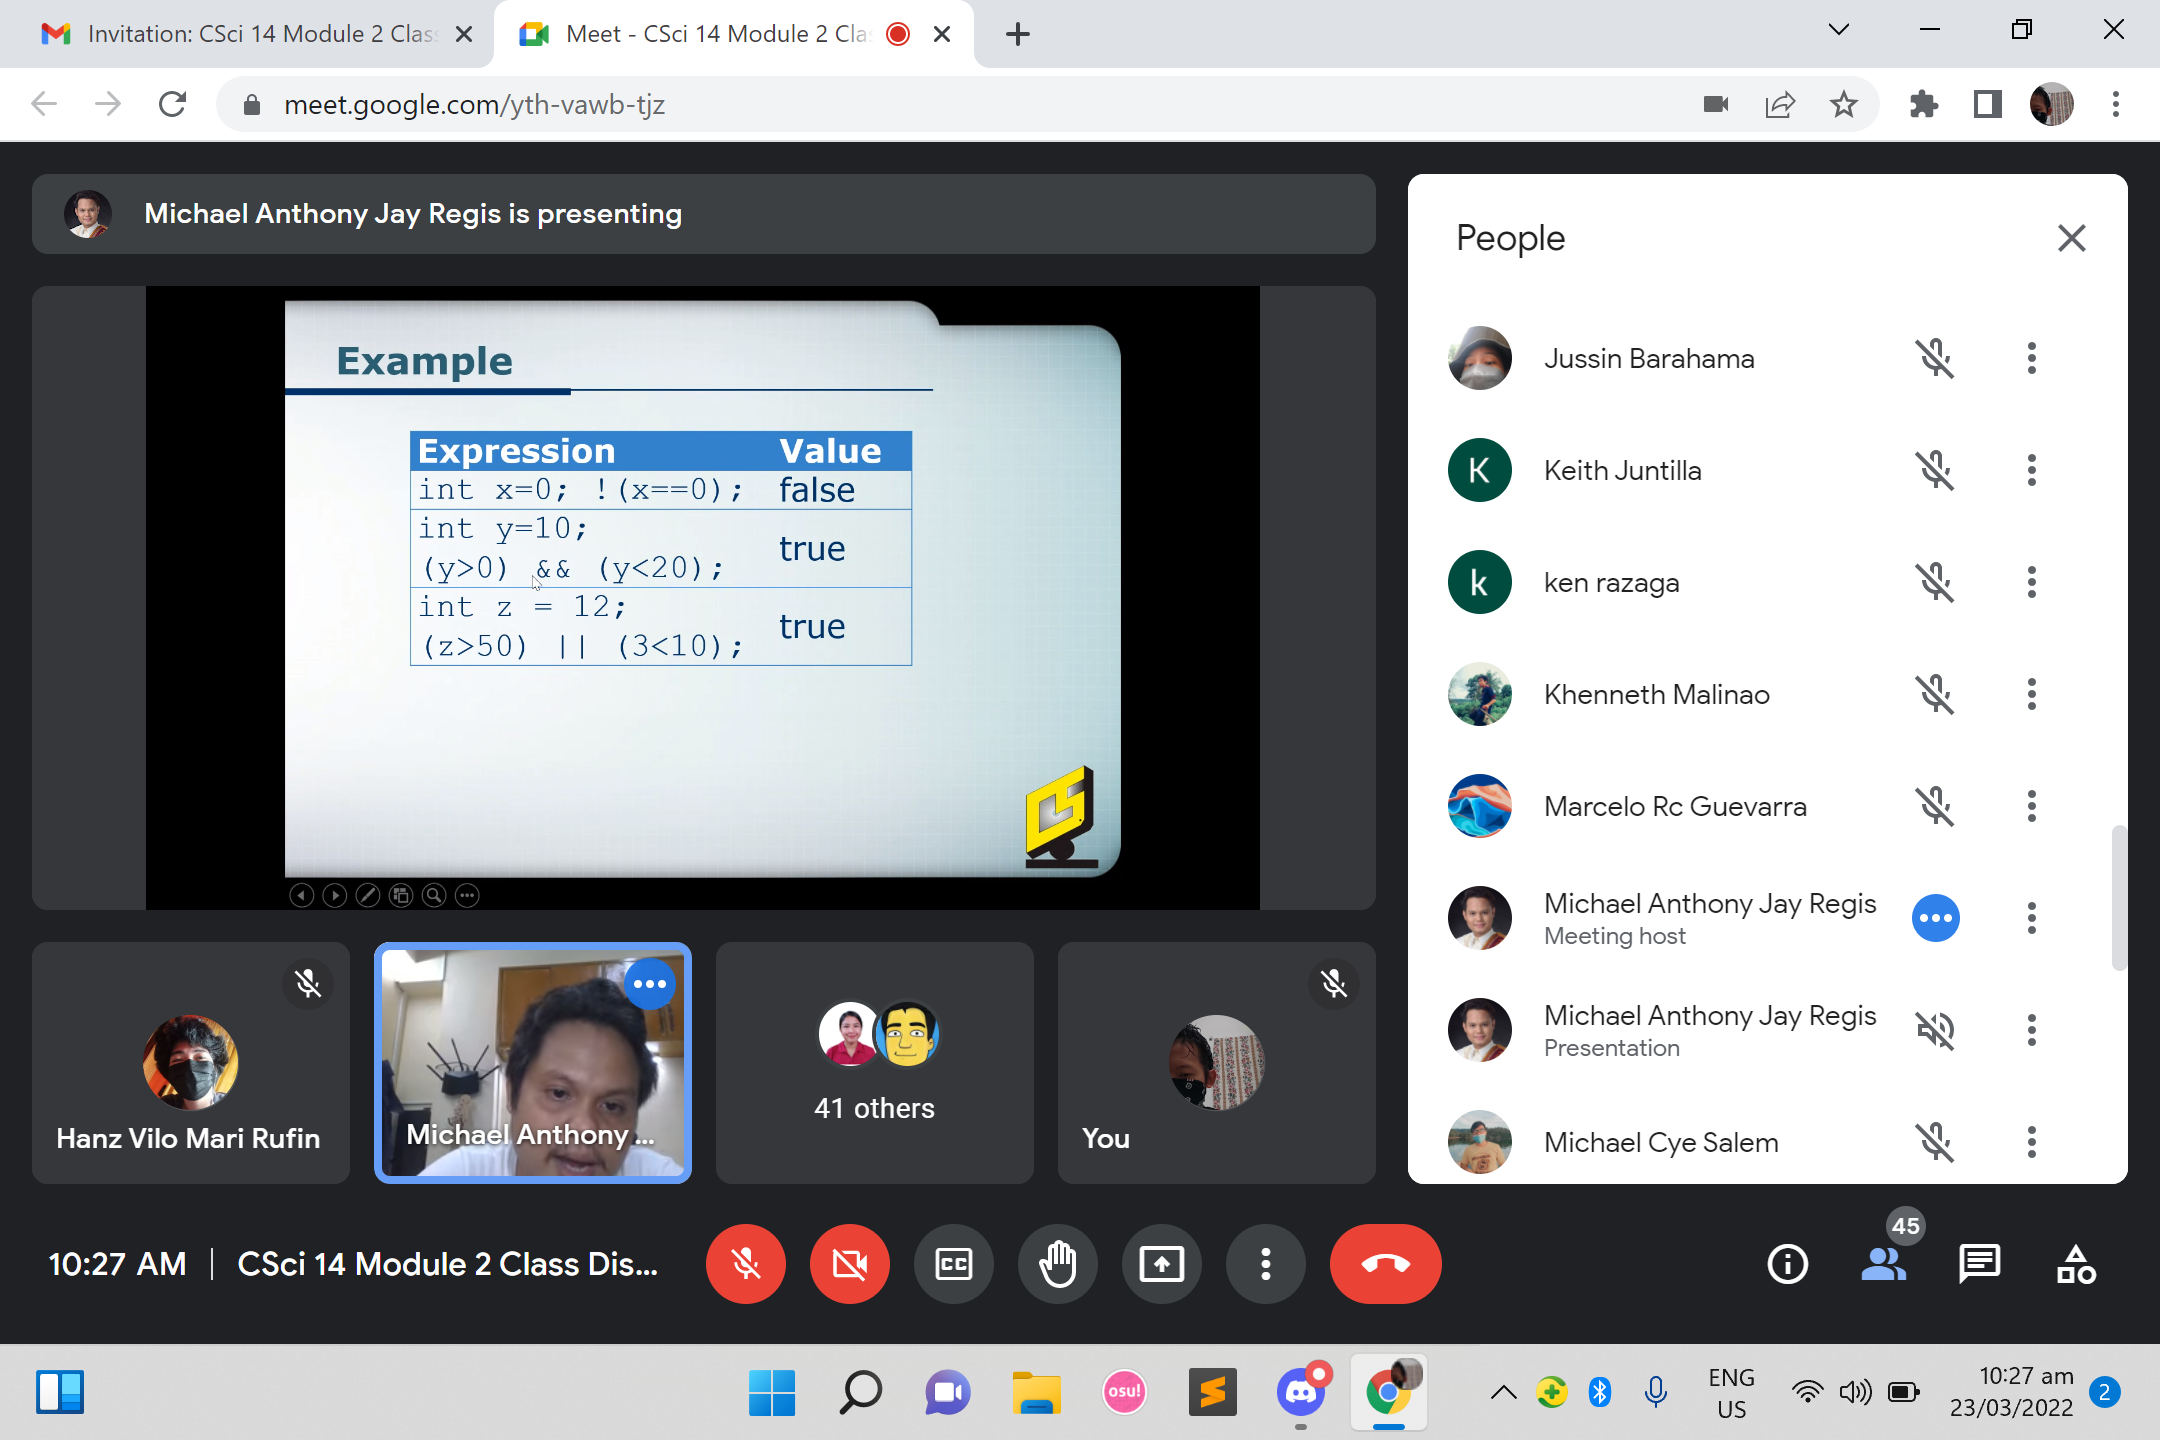 Invitation: CSci 14 Module 2 Clas
Meet - CSci 14 Module 2 Cla
meet.google.com/yth-vawb-tjz
Michael Anthony Jay Regis is presenting
Example
Expression Value
int x=0; !(x==0); false
int y=10;
(y>0) && (y<20); true
int z = 12;
(z>50) || (3<10); true
Hanz Vilo Mari Rufin
Michael Anthony ...
41 others
You
People
Jussin Barahama
K Keith Juntilla
k ken razaga
Khenneth Malinao
Marcelo Rc Guevarra
Michael Anthony Jay Regis
Meeting host
Michael Anthony Jay Regis
Presentation
Michael Cye Salem
10:27 AM | CSci 14 Module 2 Class Dis...
CC
45
osu!
ENG
US
10:27 am
23/03/2022
2